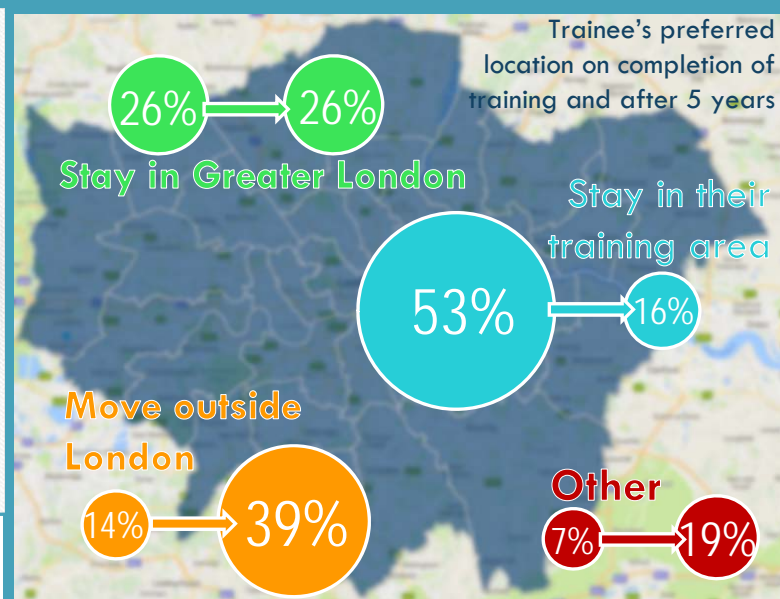 Trainee's preferred
location on completion of
training and after 5 years
26%
26%
Stay in Greater London
Stay in their
training area
53%
16%
Move outside
London
14%
39%
Other
7%
19%